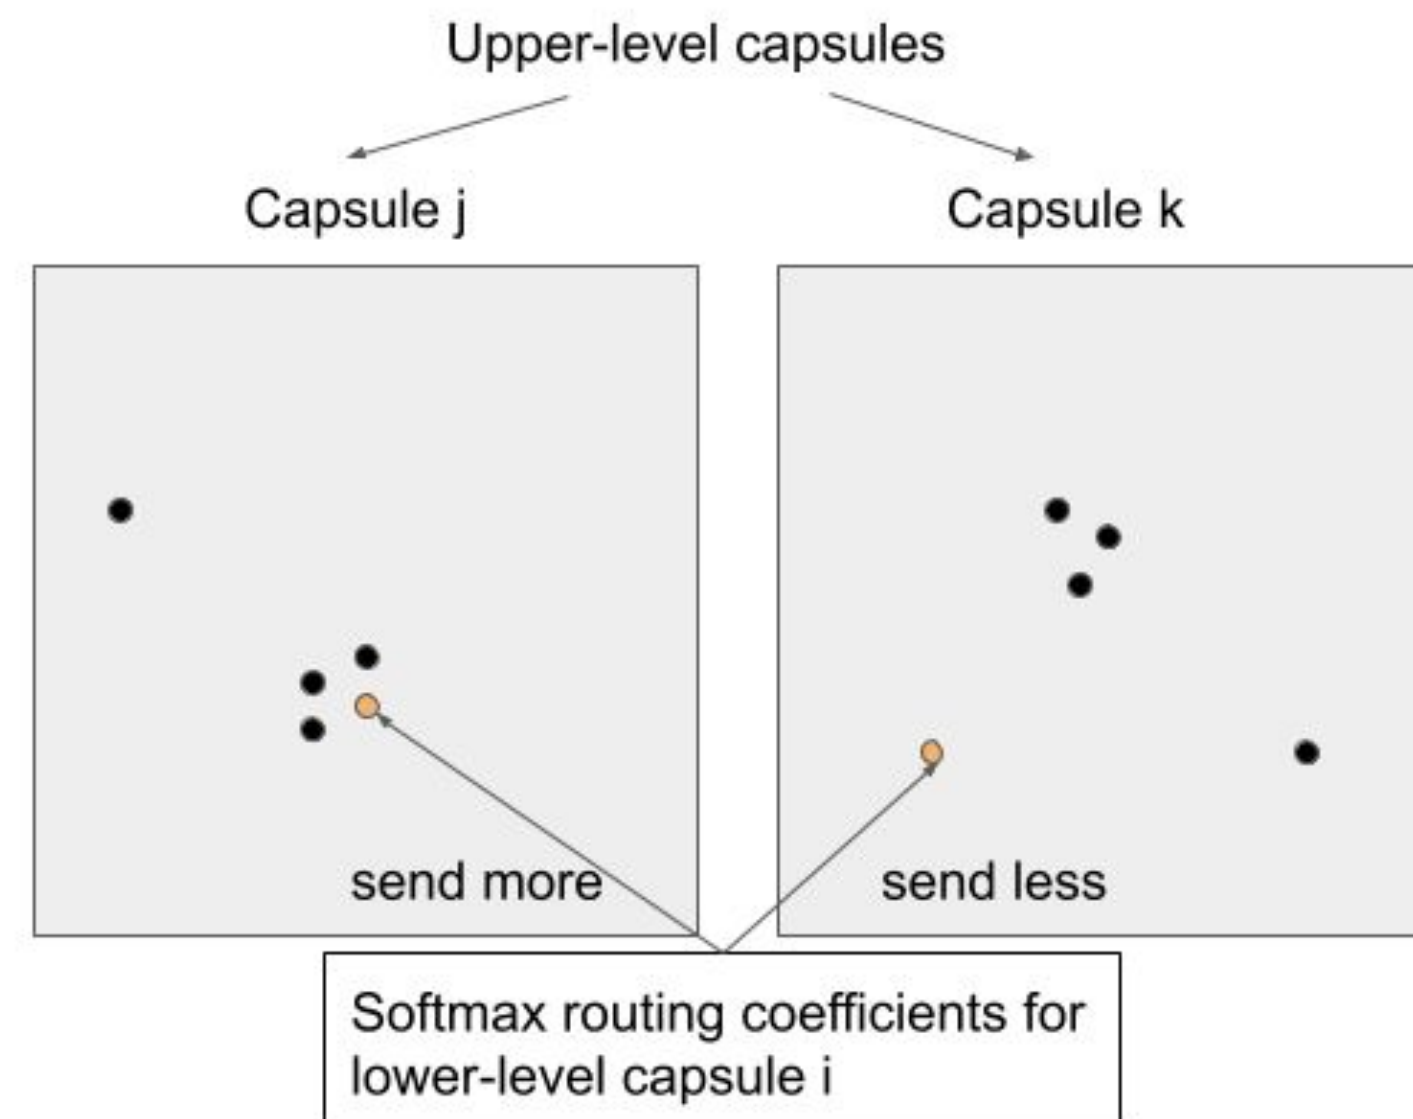 Upper-level capsules
Capsule j
Capsule k
send more
send less
Softmax routing coefficients for
lower-level capsule i